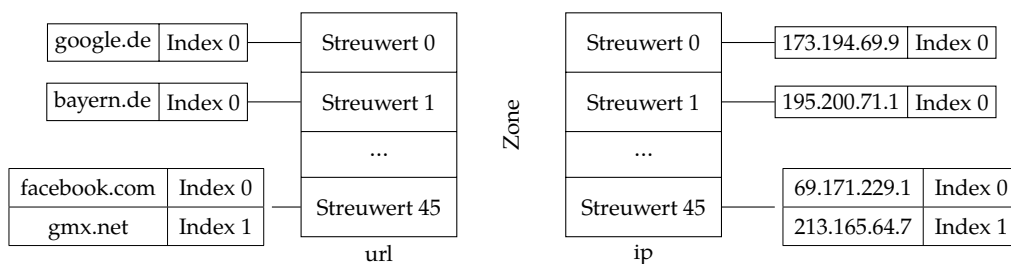 google.de Index 0 Streuwert 0 Streuwert 0 173.194.69.9 Index 0
bayern.de Index 0 Streuwert 1 Zone Streuwert 1 195.200.71.1 Index 0
... ...
facebook.com Index 0 Streuwert 45 Streuwert 45 69.171.229.1 Index 0
gmx.net Index 1 213.165.64.7 Index 1
url ip